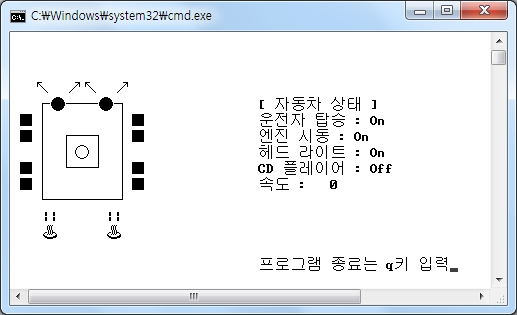 C:\Windows\system32\cmd.exe
[ 자동차 상태 ]
운전자 탑승 : On
엔진 시동 : On
헤드 라이트 : On
CD 플레이어 : Off
속도 :   0
프로그램 종료는 q키 입력